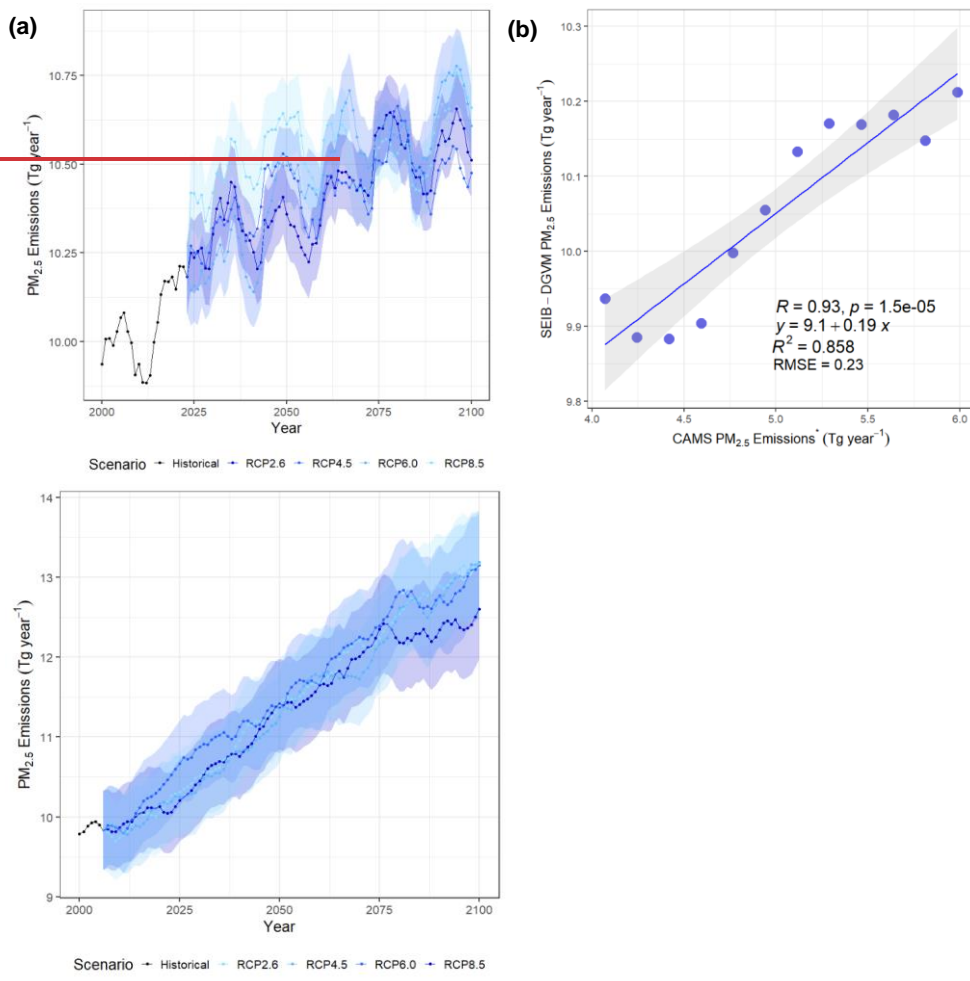 (a)
PM2.5 Emissions (Tg year−1)
10.75
10.50
10.25
10.00
2000 2025 2050 2075 2100
Year
Scenario Historical RCP2.6 RCP4.5 RCP6.0 RCP8.5
(b)
SEIB − DGVM PM2.5 Emissions (Tg year−1)
10.3
10.2
10.1
10.0
9.9
9.8
R = 0.93, p = 1.5e-05
y = 9.1 + 0.19 x
R2 = 0.858
RMSE = 0.23
4.0 4.5 5.0 5.5 6.0
CAMS PM2.5 Emissions* (Tg year−1)
PM2.5 Emissions (Tg year−1)
14
13
12
11
10
9
2000 2025 2050 2075 2100
Year
Scenario Historical RCP2.6 RCP4.5 RCP6.0 RCP8.5